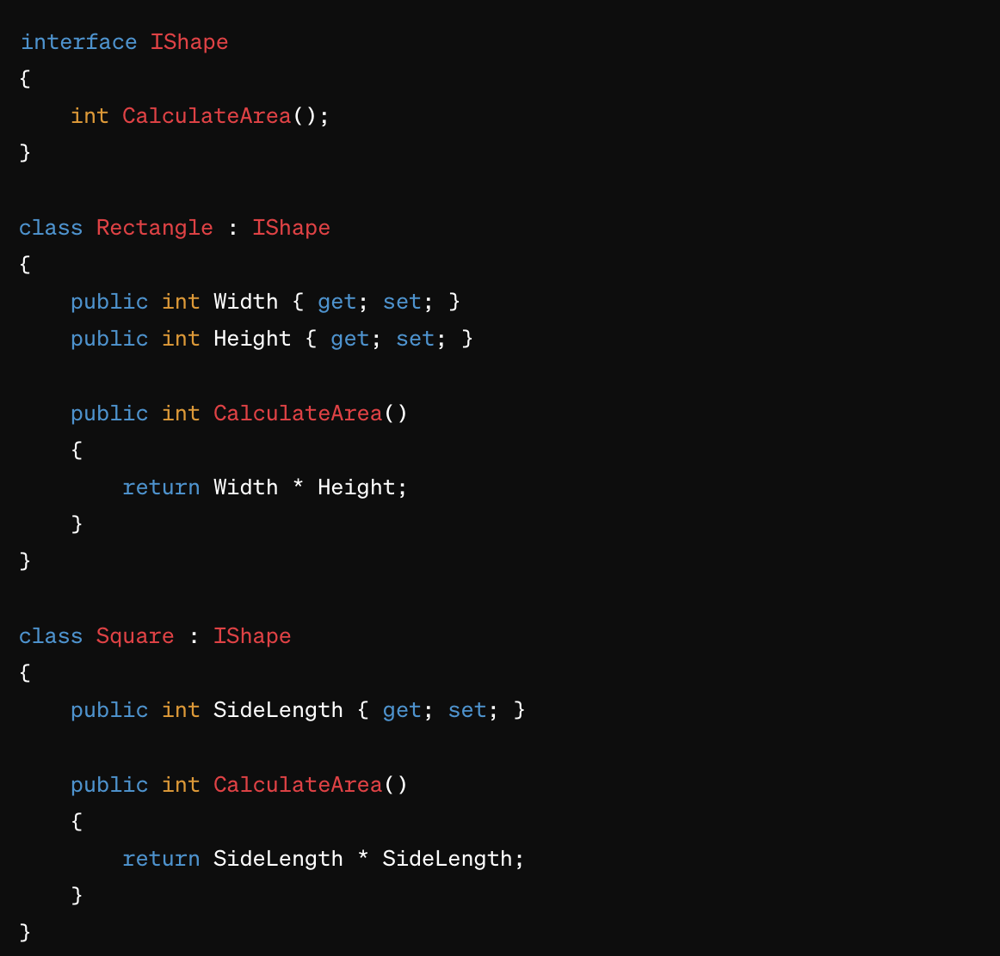 interface IShape
{
    int CalculateArea();
}

class Rectangle : IShape
{
    public int Width { get; set; }
    public int Height { get; set; }

    public int CalculateArea()
    {
        return Width * Height;
    }
}

class Square : IShape
{
    public int SideLength { get; set; }

    public int CalculateArea()
    {
        return SideLength * SideLength;
    }
}